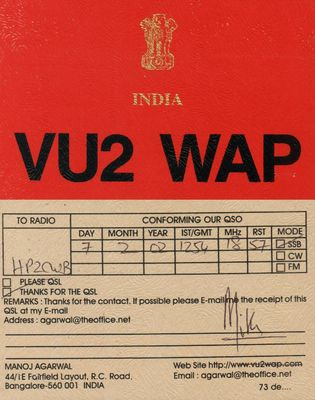 INDIA
VU2 WAP
TO RADIO CONFORMING OUR QSO
DAY MONTH YEAR IST/GMT MHz RST MODE
7 2 02 1254 18 57 SSB
HP2CWB CW
FM
PLEASE QSL
THANKS FOR THE QSL
REMARKS : Thanks for the contact. If possible please E-mail me the receipt of this
QSL at my E-mail
Address : agarwal@theoffice.net
MANOJ AGARWAL Web Site http://www.vu2wap.com
44/1E Fairfield Layout, R.C. Road, Email : agarwal@theoffice.net
Bangalore-560 001 INDIA 73 de....